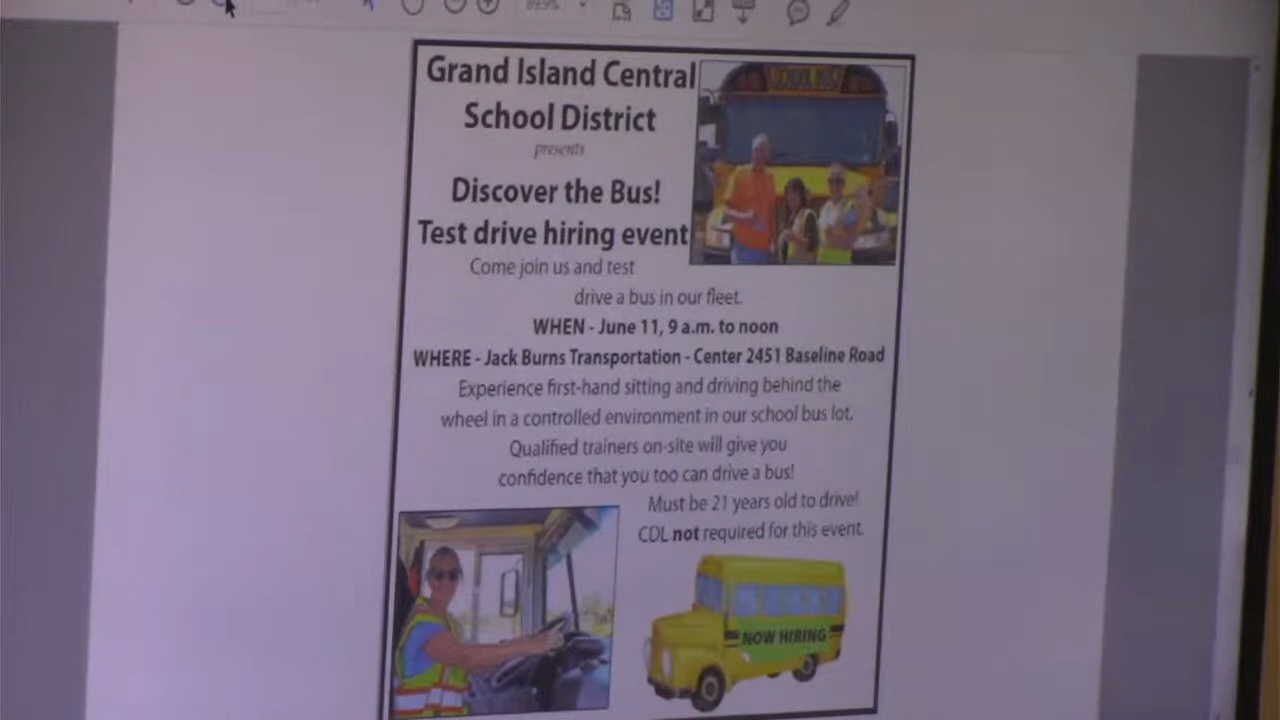 89.9%
Grand Island Central
School District
presents
Discover the Bus!
Test drive hiring event
Come join us and test
drive a bus in our fleet.
WHEN - June 11, 9 a.m. to noon
WHERE - Jack Burns Transportation - Center 2451 Baseline Road
Experience first-hand sitting and driving behind the
wheel in a controlled environment in our school bus lot.
Qualified trainers on-site will give you
confidence that you too can drive a bus!
Must be 21 years old to drive!
CDL not required for this event.
SCHOOL BUS
NOW HIRING